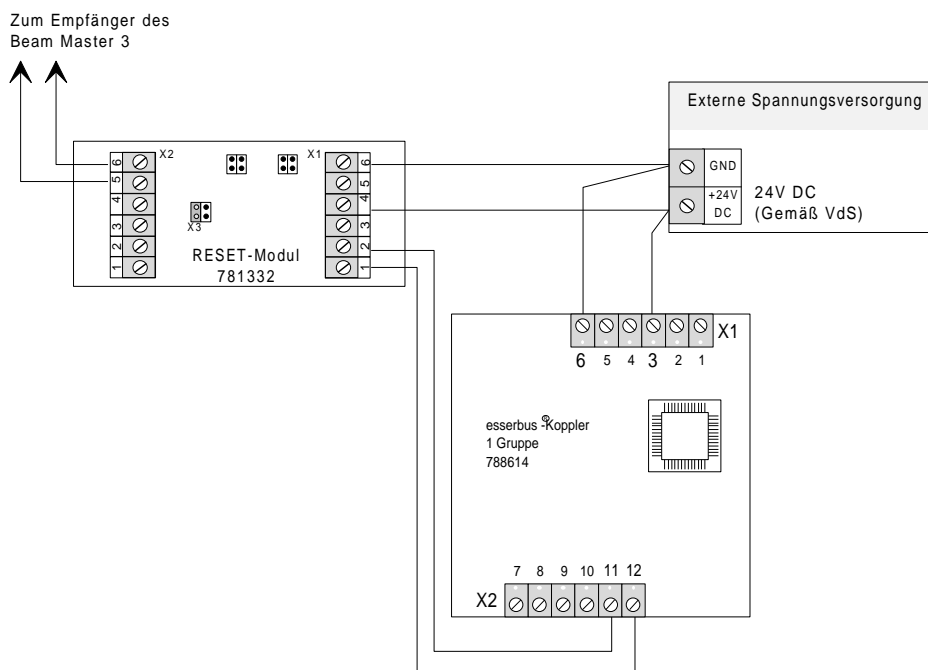 Zum Empfänger des
Beam Master 3
Externe Spannungsversorgung
GND
+24V
DC
24V DC
(Gemäß VdS)
X2
X1
6
5
4
3
2
1
6
5
4
3
2
1
X3
RESET-Modul
781332
X1
6 5 4 3 2 1
esserbus®-Koppler
1 Gruppe
788614
7 8 9 10 11 12
X2